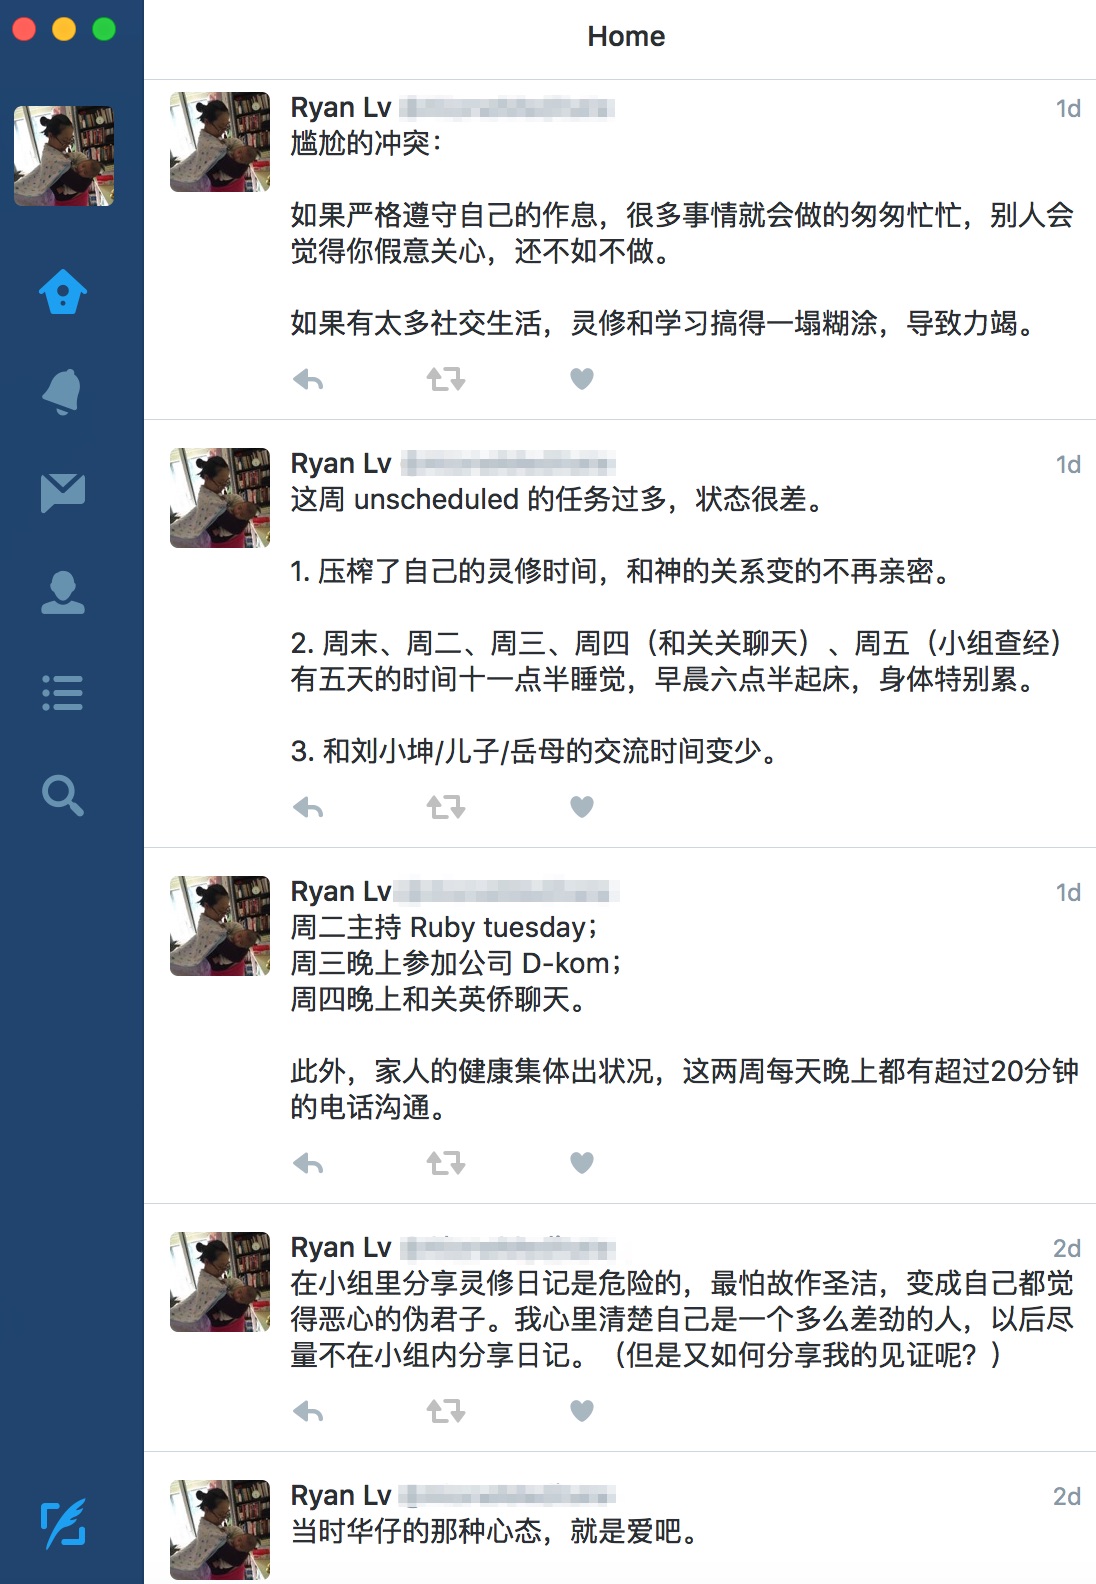 Home
Ryan Lv
1d
尴尬的冲突：
如果严格遵守自己的作息，很多事情就会做的匆匆忙忙，别人会
觉得你假意关心，还不如不做。
如果有太多社交生活，灵修和学习搞得一塌糊涂，导致力竭。
Ryan Lv
1d
这周 unscheduled 的任务过多，状态很差。
1. 压榨了自己的灵修时间，和神的关系变的不再亲密。
2. 周末、周二、周三、周四（和关关聊天）、周五（小组查经）
有五天的时间十一点半睡觉，早晨六点半起床，身体特别累。
3. 和刘小坤/儿子/岳母的交流时间变少。
Ryan Lv
1d
周二主持 Ruby tuesday；
周三晚上参加公司 D-kom；
周四晚上和关英侨聊天。
此外，家人的健康集体出状况，这两周每天晚上都有超过20分钟
的电话沟通。
Ryan Lv
2d
在小组里分享灵修日记是危险的，最怕故作圣洁，变成自己都觉
得恶心的伪君子。我心里清楚自己是一个多么差劲的人，以后尽
量不在小组内分享日记。（但是又如何分享我的见证呢？）
Ryan Lv
2d
当时华仔的那种心态，就是爱吧。